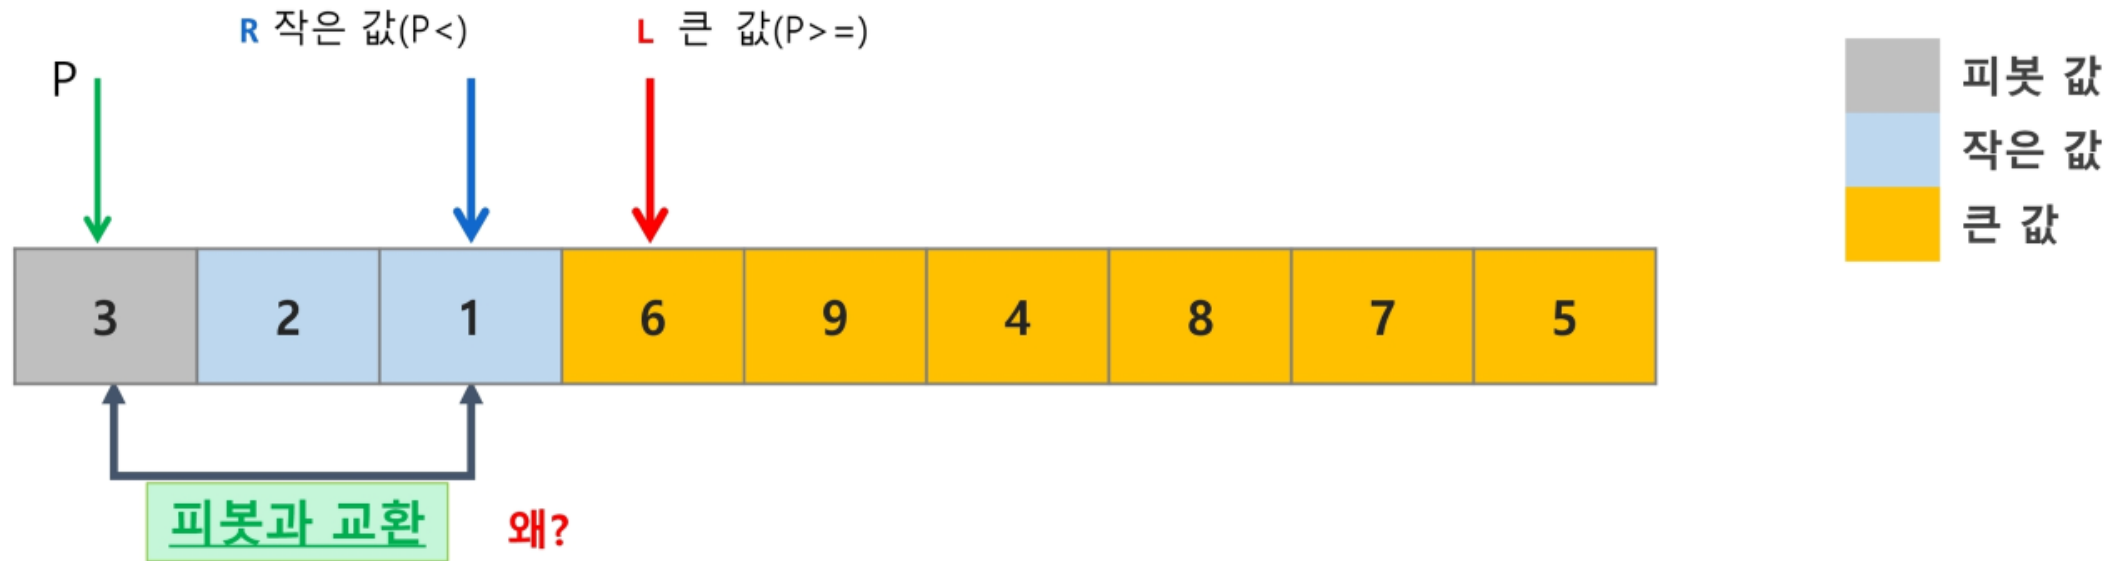 R 작은 값(P<)
L 큰 값(P>=)
P
피봇 값
작은 값
큰 값
3 2 1 6 9 4 8 7 5
피봇과 교환
왜?